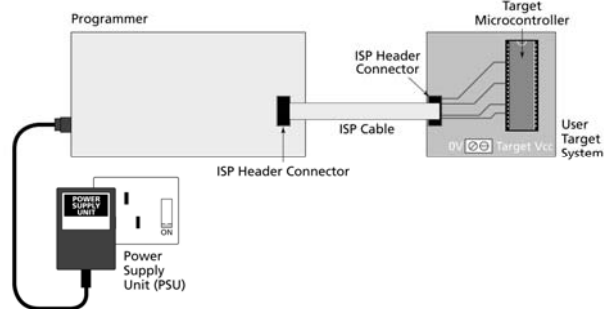 Programmer
Target
Microcontroller
ISP Header
Connector
ISP Cable
User
Target
System
0V
Target Vcc
ISP Header Connector
POWER
SUPPLY
UNIT
ON
Power
Supply
Unit (PSU)